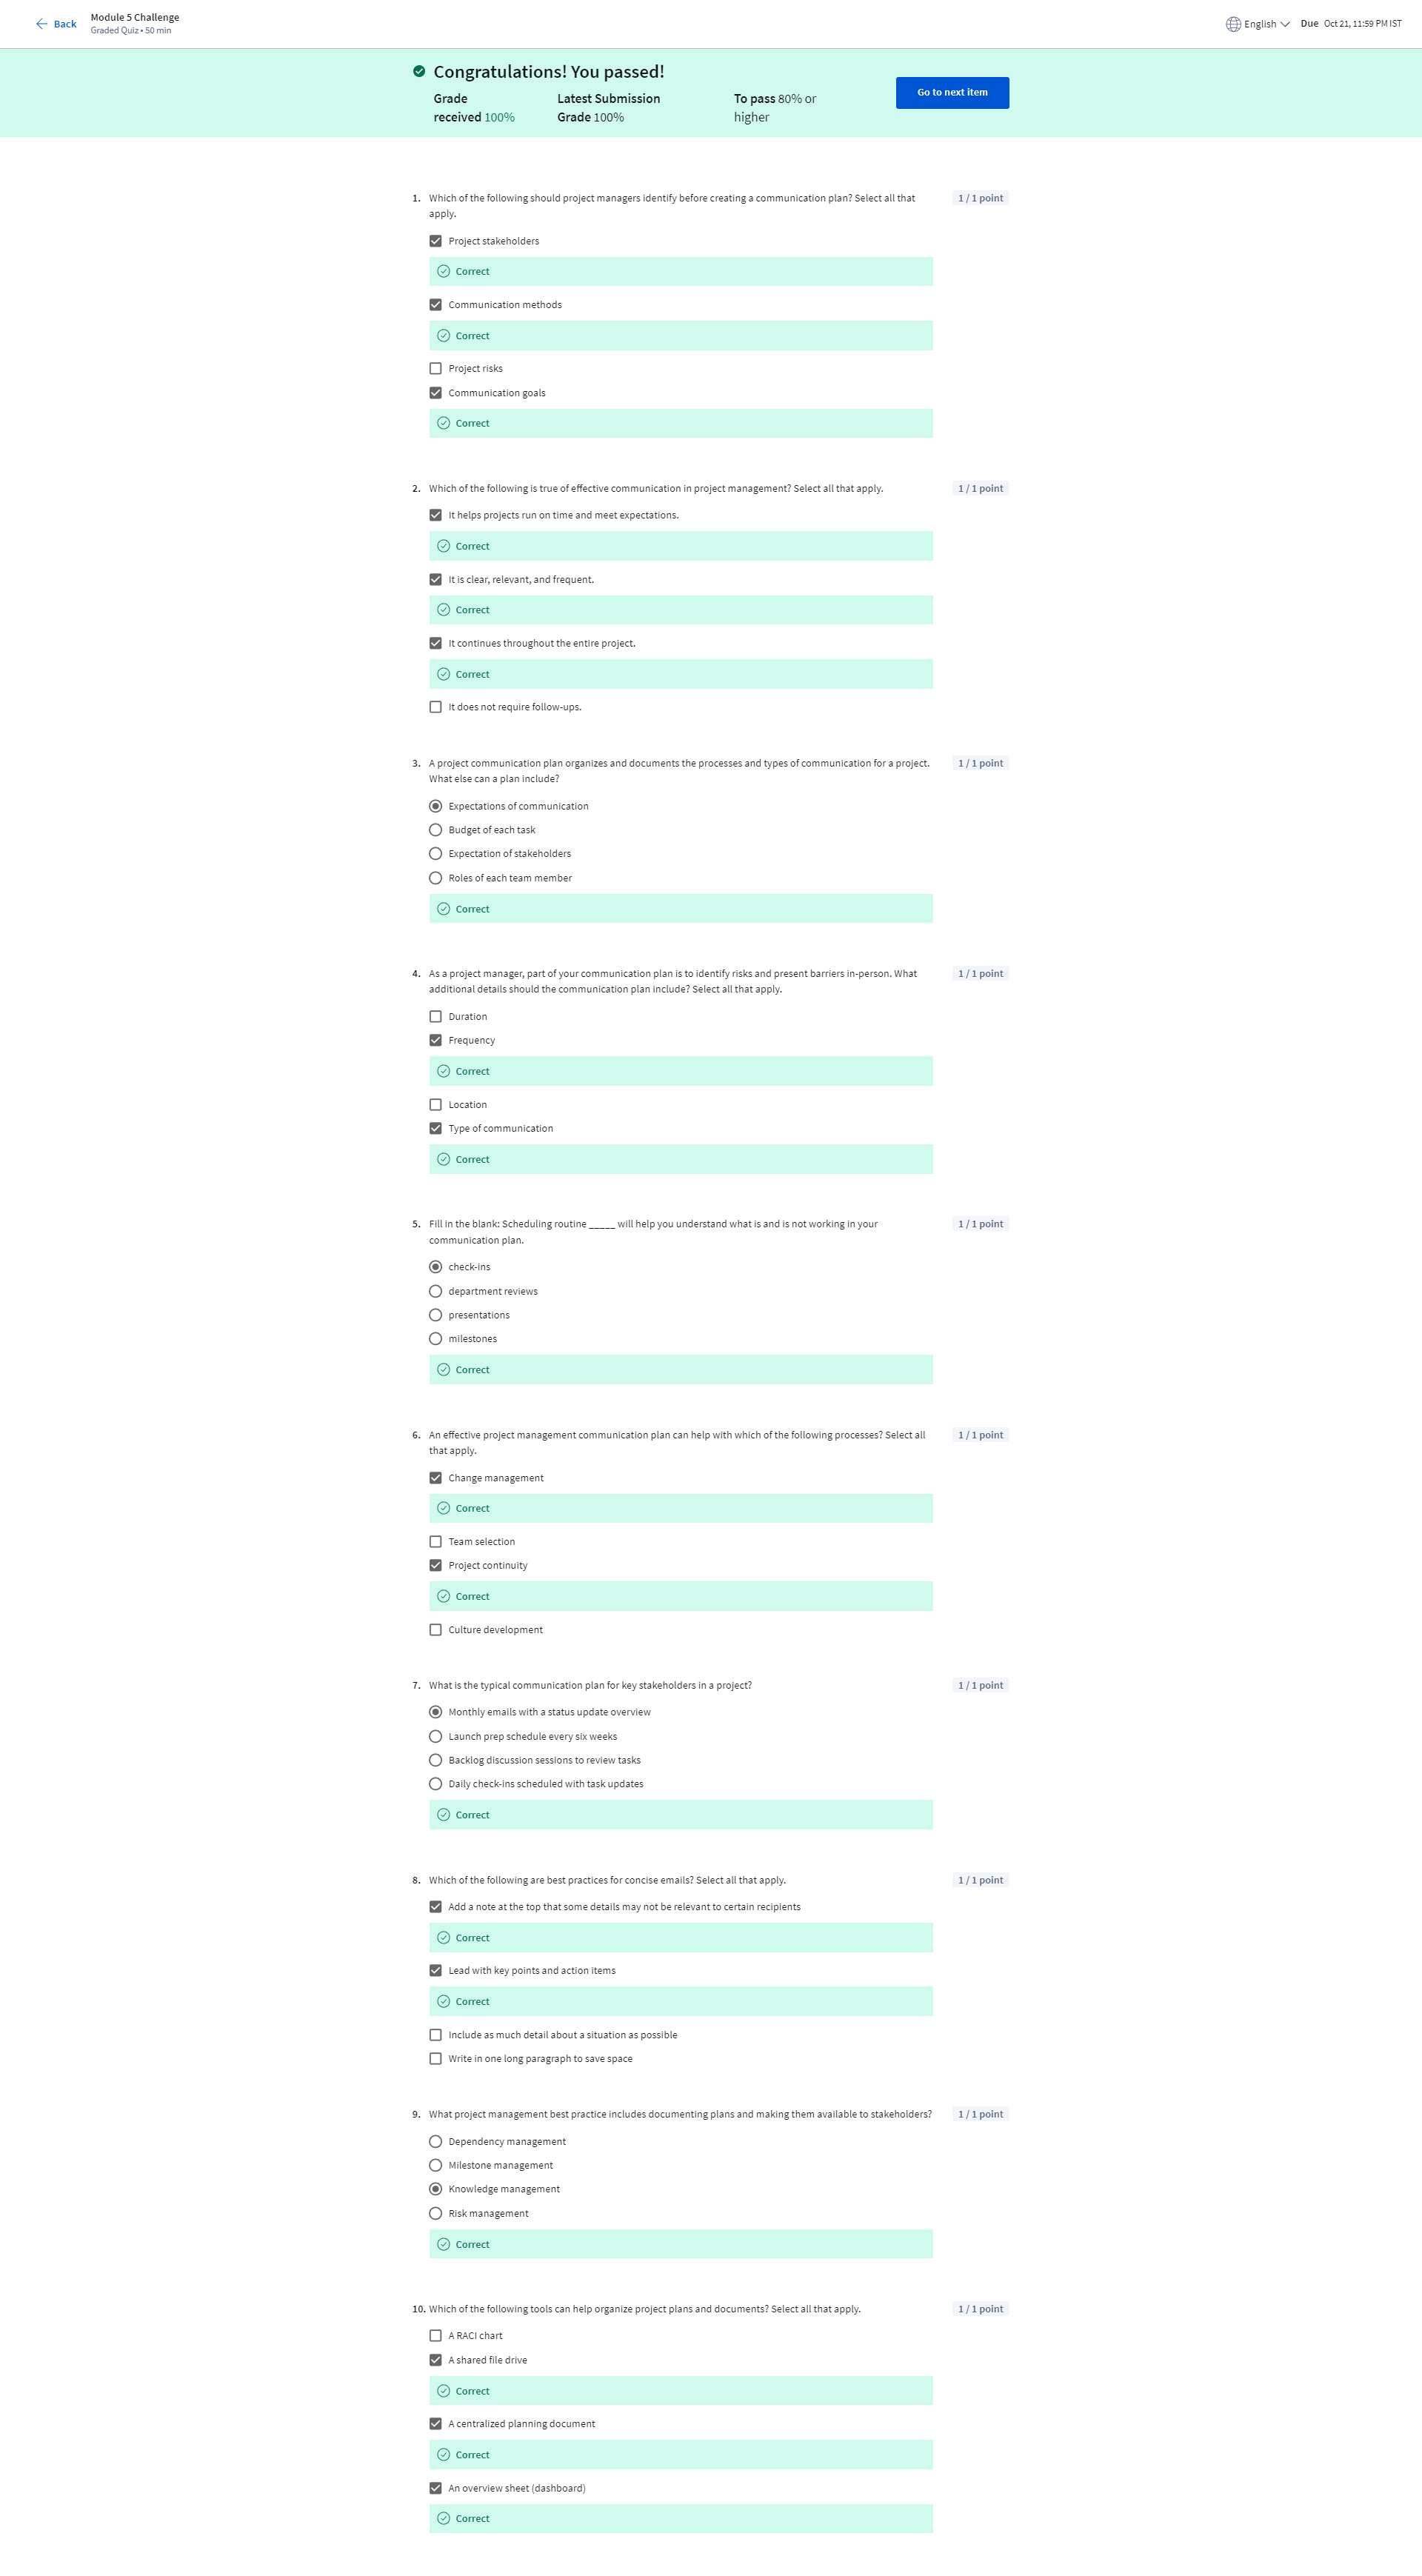 Back
Module 5 Challenge
Graded Quiz • 50 min
English
Due Oct 21, 11:59 PM IST
Congratulations! You passed!
Grade
received 100%
Latest Submission
Grade 100%
To pass 80% or
higher
Go to next item
1. Which of the following should project managers identify before creating a communication plan? Select all that
apply.
1 / 1 point
Project stakeholders
Correct
Communication methods
Correct
Project risks
Communication goals
Correct
2. Which of the following is true of effective communication in project management? Select all that apply.
1 / 1 point
It helps projects run on time and meet expectations.
Correct
It is clear, relevant, and frequent.
Correct
It continues throughout the entire project.
Correct
It does not require follow-ups.
3. A project communication plan organizes and documents the processes and types of communication for a project.
What else can a plan include?
1 / 1 point
Expectations of communication
Budget of each task
Expectation of stakeholders
Roles of each team member
Correct
4. As a project manager, part of your communication plan is to identify risks and present barriers in-person. What
additional details should the communication plan include? Select all that apply.
1 / 1 point
Duration
Frequency
Correct
Location
Type of communication
Correct
5. Fill in the blank: Scheduling routine _____ will help you understand what is and is not working in your
communication plan.
1 / 1 point
check-ins
department reviews
presentations
milestones
Correct
6. An effective project management communication plan can help with which of the following processes? Select all
that apply.
1 / 1 point
Change management
Correct
Team selection
Project continuity
Correct
Culture development
7. What is the typical communication plan for key stakeholders in a project?
1 / 1 point
Monthly emails with a status update overview
Launch prep schedule every six weeks
Backlog discussion sessions to review tasks
Daily check-ins scheduled with task updates
Correct
8. Which of the following are best practices for concise emails? Select all that apply.
1 / 1 point
Add a note at the top that some details may not be relevant to certain recipients
Correct
Lead with key points and action items
Correct
Include as much detail about a situation as possible
Write in one long paragraph to save space
9. What project management best practice includes documenting plans and making them available to stakeholders?
1 / 1 point
Dependency management
Milestone management
Knowledge management
Risk management
Correct
10. Which of the following tools can help organize project plans and documents? Select all that apply.
1 / 1 point
A RACI chart
A shared file drive
Correct
A centralized planning document
Correct
An overview sheet (dashboard)
Correct